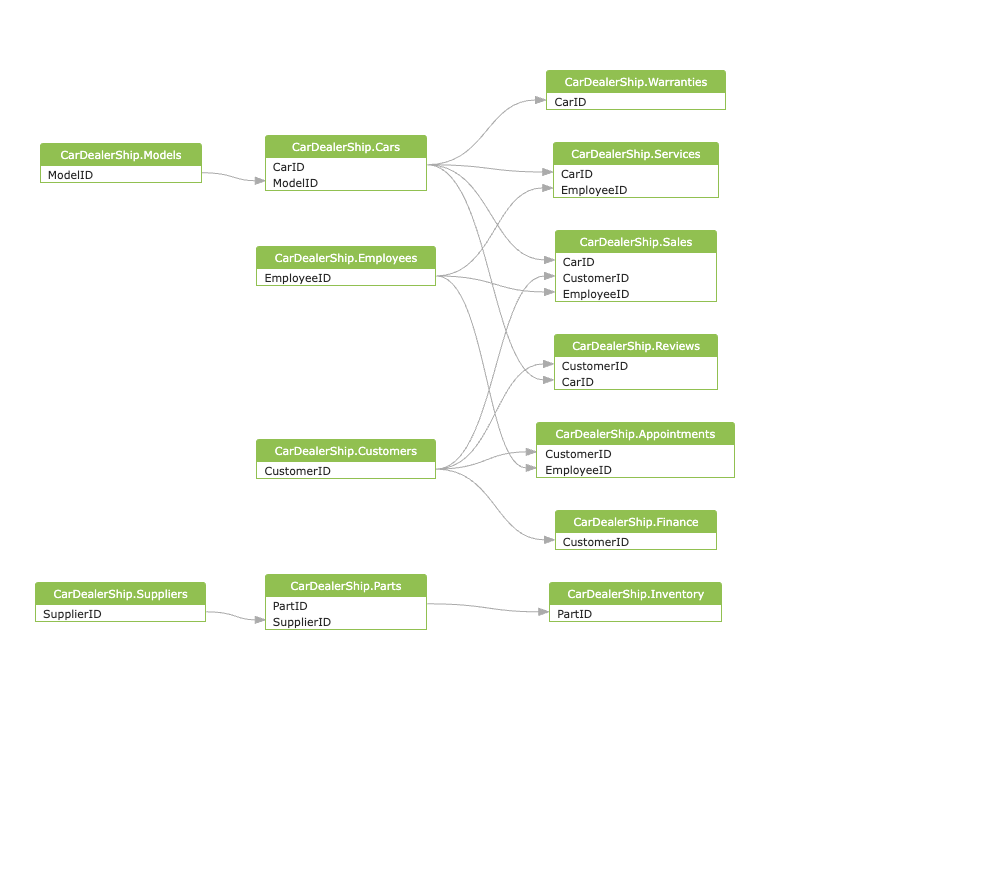 CarDealerShip.Models
ModelID
CarDealerShip.Cars
CarID
ModelID
CarDealerShip.Employees
EmployeeID
CarDealerShip.Customers
CustomerID
CarDealerShip.Suppliers
SupplierID
CarDealerShip.Parts
PartID
SupplierID
CarDealerShip.Warranties
CarID
CarDealerShip.Services
CarID
EmployeeID
CarDealerShip.Sales
CarID
CustomerID
EmployeeID
CarDealerShip.Reviews
CustomerID
CarID
CarDealerShip.Appointments
CustomerID
EmployeeID
CarDealerShip.Finance
CustomerID
CarDealerShip.Inventory
PartID